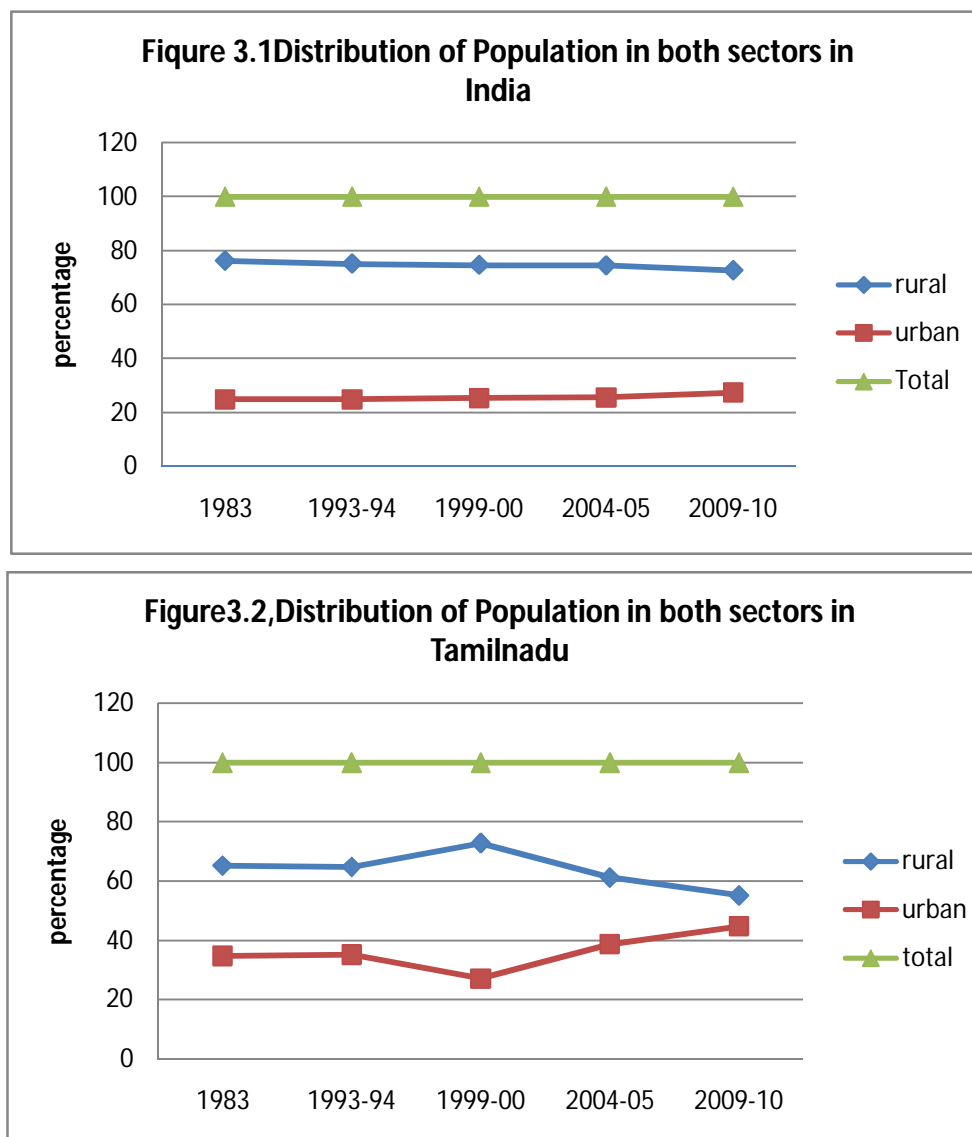 Fiqure 3.1Distribution of Population in both sectors in
India
120
100
80
60
40
20
0
percentage
1983 1993-94 1999-00 2004-05 2009-10
rural
urban
Total
Figure3.2,Distribution of Population in both sectors in
Tamilnadu
120
100
80
60
40
20
0
percentage
1983 1993-94 1999-00 2004-05 2009-10
rural
urban
total